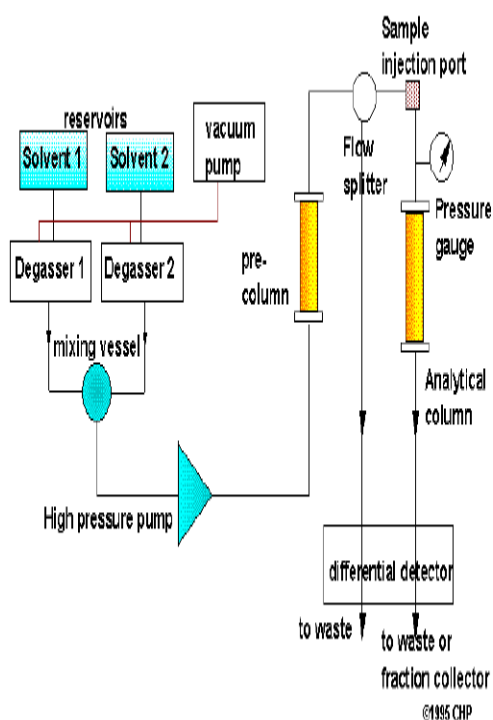 Sample
injection port
reservoirs
Solvent 1
Solvent 2
vacuum
pump
Flow
splitter
Pressure
gauge
Degasser 1
Degasser 2
pre-
column
mixing vessel
Analytical
column
High pressure pump
differential detector
to waste
to waste or
fraction collector
©1995 CHP